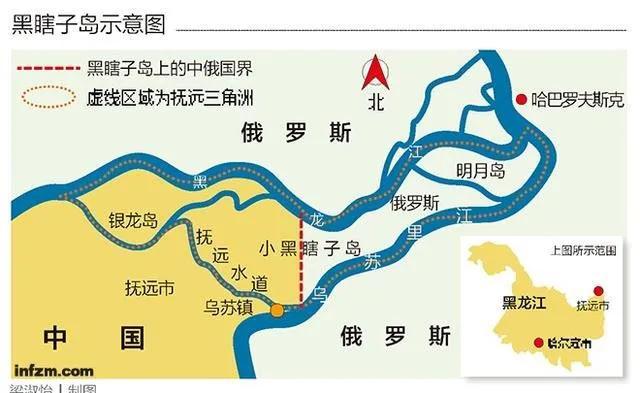 黑瞎子岛示意图
黑瞎子岛上的中俄国界
虚线区域为抚远三角洲
北
哈巴罗夫斯克
俄罗斯
明月岛
黑龙江
俄罗斯
银龙岛
抚远水道
小黑瞎子岛
乌苏里江
抚远市
乌苏镇
中国
俄罗斯
上图所示范围
黑龙江
抚远市
哈尔滨市
infzm.com
梁淑怡丨制图